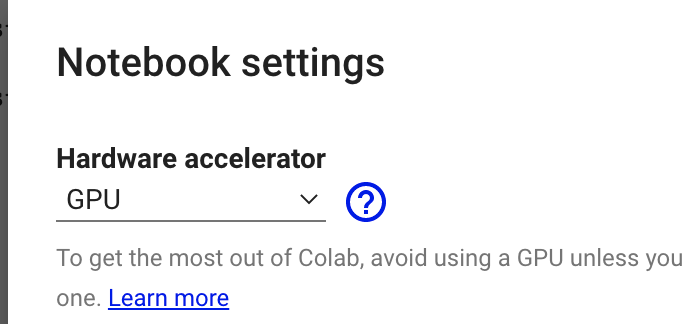 Notebook settings
Hardware accelerator
GPU
?
To get the most out of Colab, avoid using a GPU unless you
one. Learn more